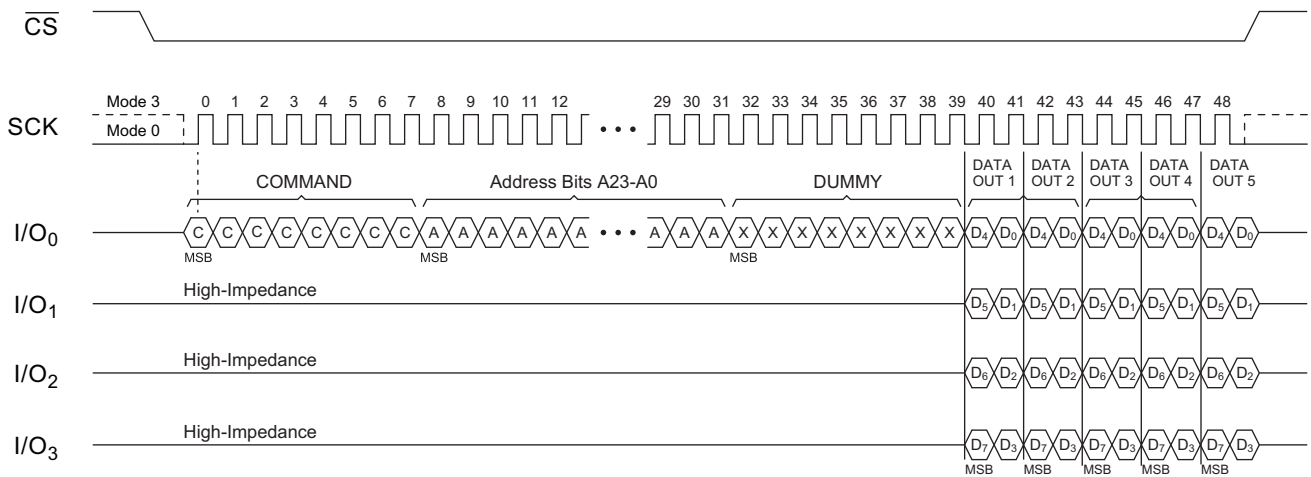 CS
Mode 3
0 1 2 3 4 5 6 7 8 9 10 11 12 29 30 31 32 33 34 35 36 37 38 39 40 41 42 43 44 45 46 47 48
SCK
Mode 0
• • •
COMMAND
Address Bits A23-A0
DUMMY
DATA OUT 1
DATA OUT 2
DATA OUT 3
DATA OUT 4
DATA OUT 5
I/O₀
C C C C C C C C A A A A A A • • • A A A X X X X X X X X D₄ D₀ D₄ D₀ D₄ D₀ D₄ D₀ D₄ D₀
MSB MSB MSB
High-Impedance
I/O₁
D₅ D₁ D₅ D₁ D₅ D₁ D₅ D₁ D₅ D₁
High-Impedance
I/O₂
D₆ D₂ D₆ D₂ D₆ D₂ D₆ D₂ D₆ D₂
High-Impedance
I/O₃
D₇ D₃ D₇ D₃ D₇ D₃ D₇ D₃ D₇ D₃
MSB MSB MSB MSB MSB